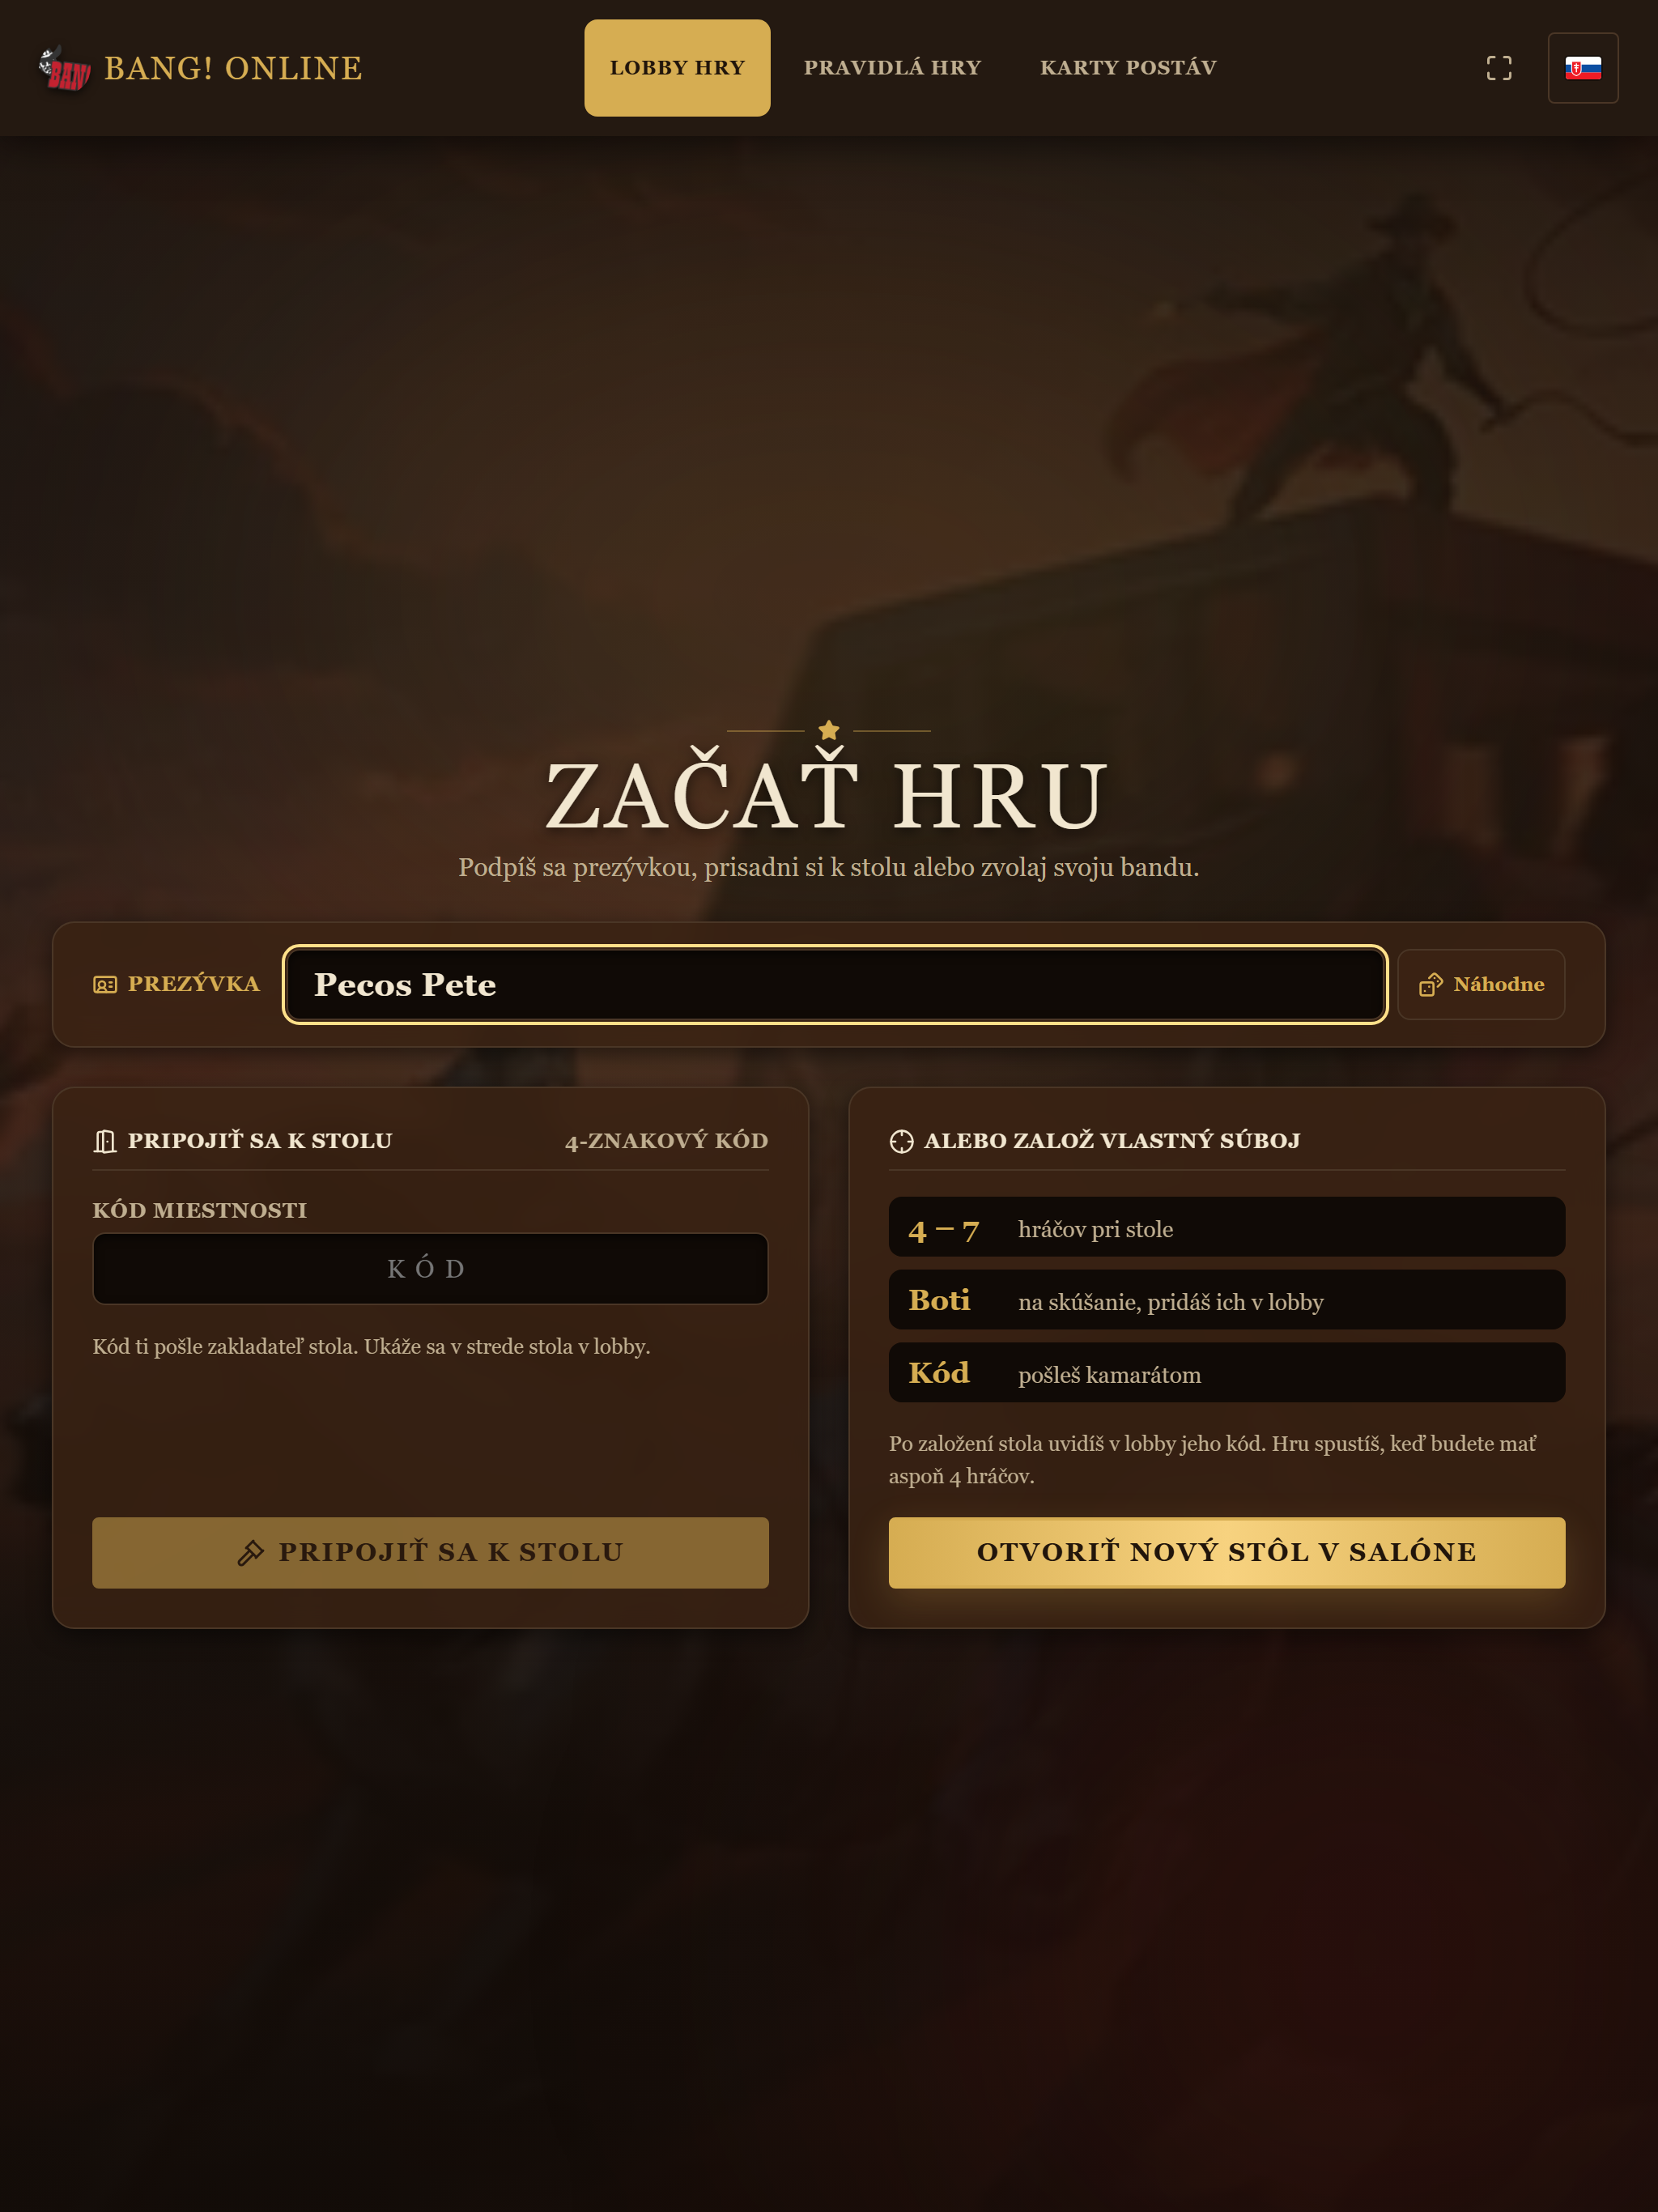 BANG! ONLINE
LOBBY HRY
PRAVIDLÁ HRY
KARTY POSTÁV
ZAČAŤ HRU
Podpíš sa prezývkou, prisadni si k stolu alebo zvolaj svoju bandu.
PREZÝVKA
Pecos Pete
Náhodne
PRIPOJIŤ SA K STOLU
4-ZNAKOVÝ KÓD
KÓD MIESTNOSTI
KÓD
Kód ti pošle zakladateľ stola. Ukáže sa v strede stola v lobby.
PRIPOJIŤ SA K STOLU
ALEBO ZALOŽ VLASTNÝ SÚBOJ
4 – 7 hráčov pri stole
Boti na skúšanie, pridáš ich v lobby
Kód pošleš kamarátom
Po založení stola uvidíš v lobby jeho kód. Hru spustíš, keď budete mať
aspoň 4 hráčov.
OTVORIŤ NOVÝ STÔL V SALÓNE